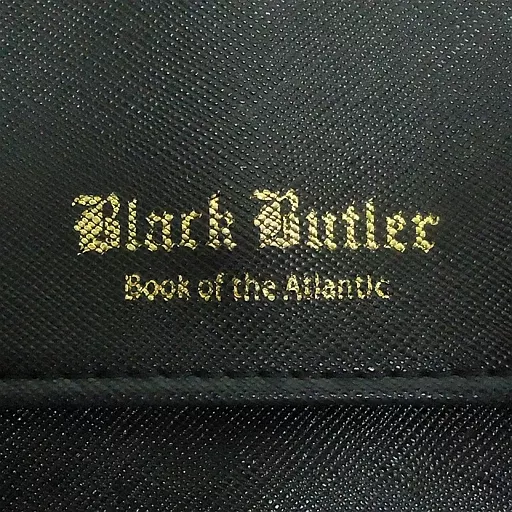 Black Butler
Book of the Atlantic